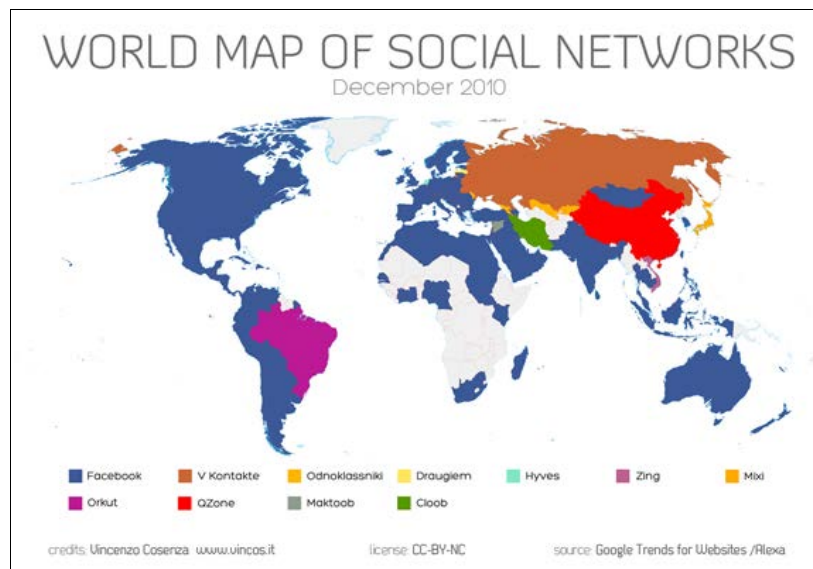 WORLD MAP OF SOCIAL NETWORKS
December 2010
Facebook V Kontakte Odnoklassniki Draugiem Hyves Zing Mixi
Orkut QZone Maktoob Cloob
credits: Vincenzo Cosenza www.vincos.it license: CC-BY-NC source: Google Trends for Websites /Alexa